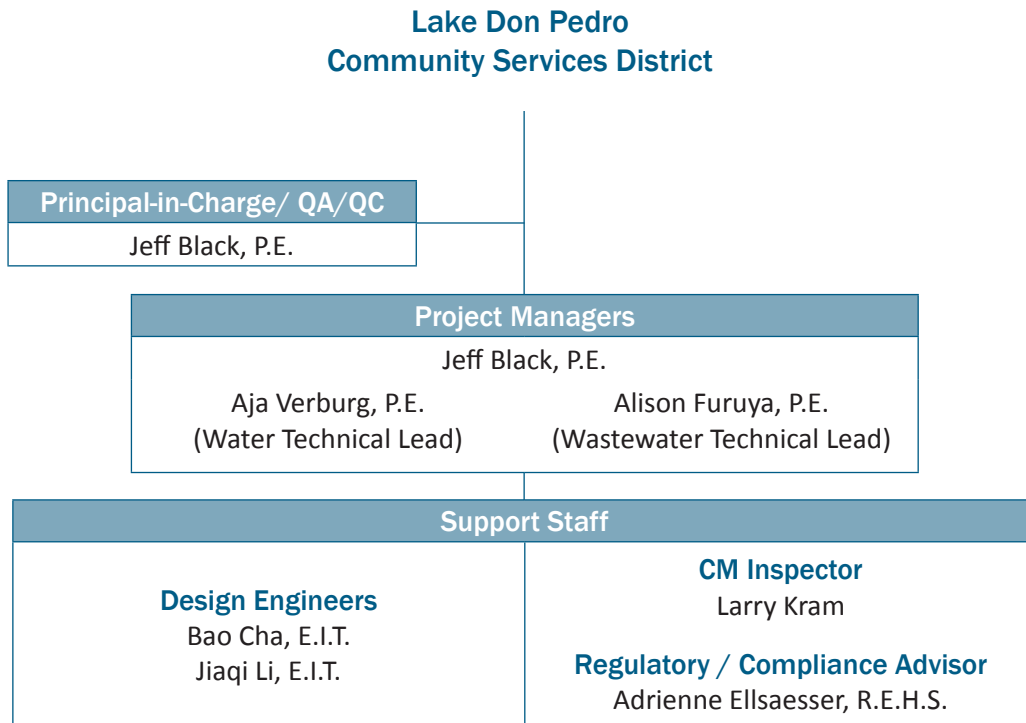 Lake Don Pedro
Community Services District
Principal-in-Charge/ QA/QC
Jeff Black, P.E.
Project Managers
Jeff Black, P.E.
Aja Verburg, P.E.
(Water Technical Lead)
Alison Furuya, P.E.
(Wastewater Technical Lead)
Support Staff
Design Engineers
Bao Cha, E.I.T.
Jiaqi Li, E.I.T.
CM Inspector
Larry Kram
Regulatory / Compliance Advisor
Adrienne Ellsaesser, R.E.H.S.